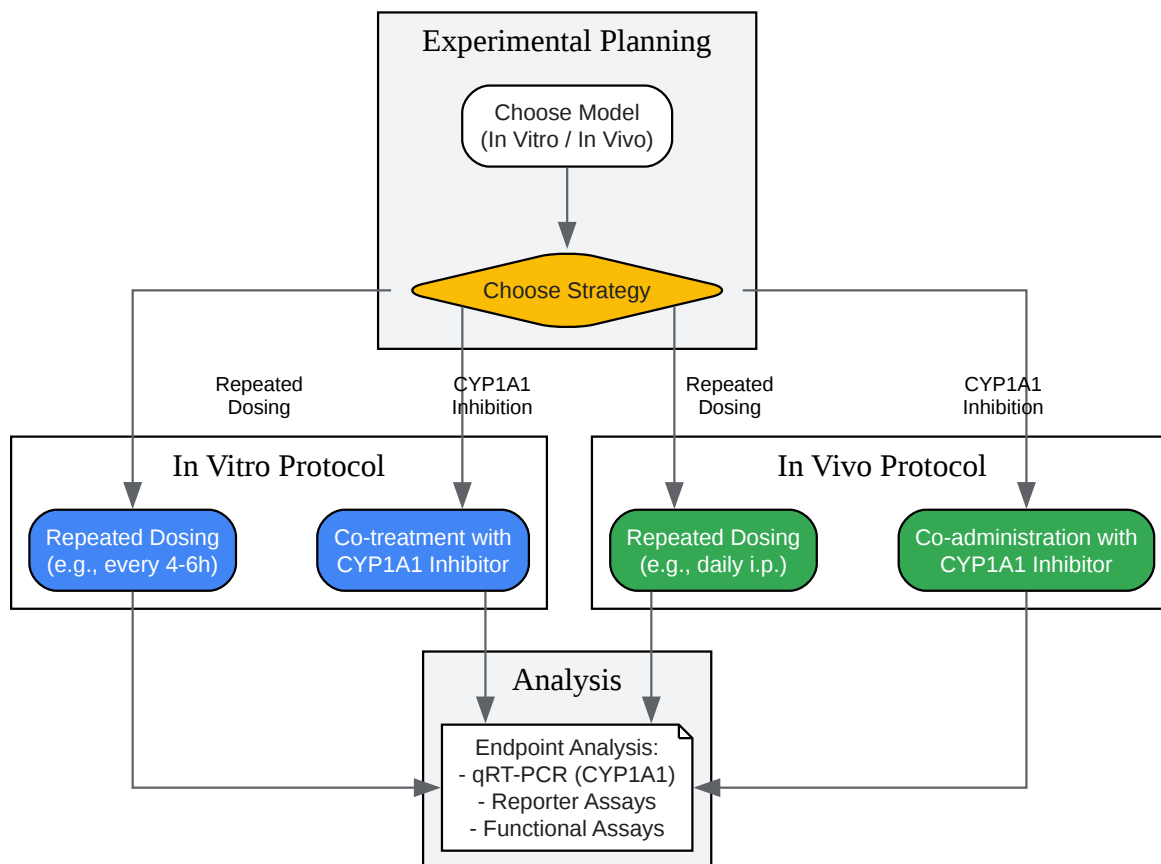 Experimental Planning
Choose Model
(In Vitro / In Vivo)
Choose Strategy
Repeated
Dosing
CYP1A1
Inhibition
Repeated
Dosing
CYP1A1
Inhibition
In Vitro Protocol
Repeated Dosing
(e.g., every 4-6h)
Co-treatment with
CYP1A1 Inhibitor
In Vivo Protocol
Repeated Dosing
(e.g., daily i.p.)
Co-administration with
CYP1A1 Inhibitor
Analysis
Endpoint Analysis:
- qRT-PCR (CYP1A1)
- Reporter Assays
- Functional Assays